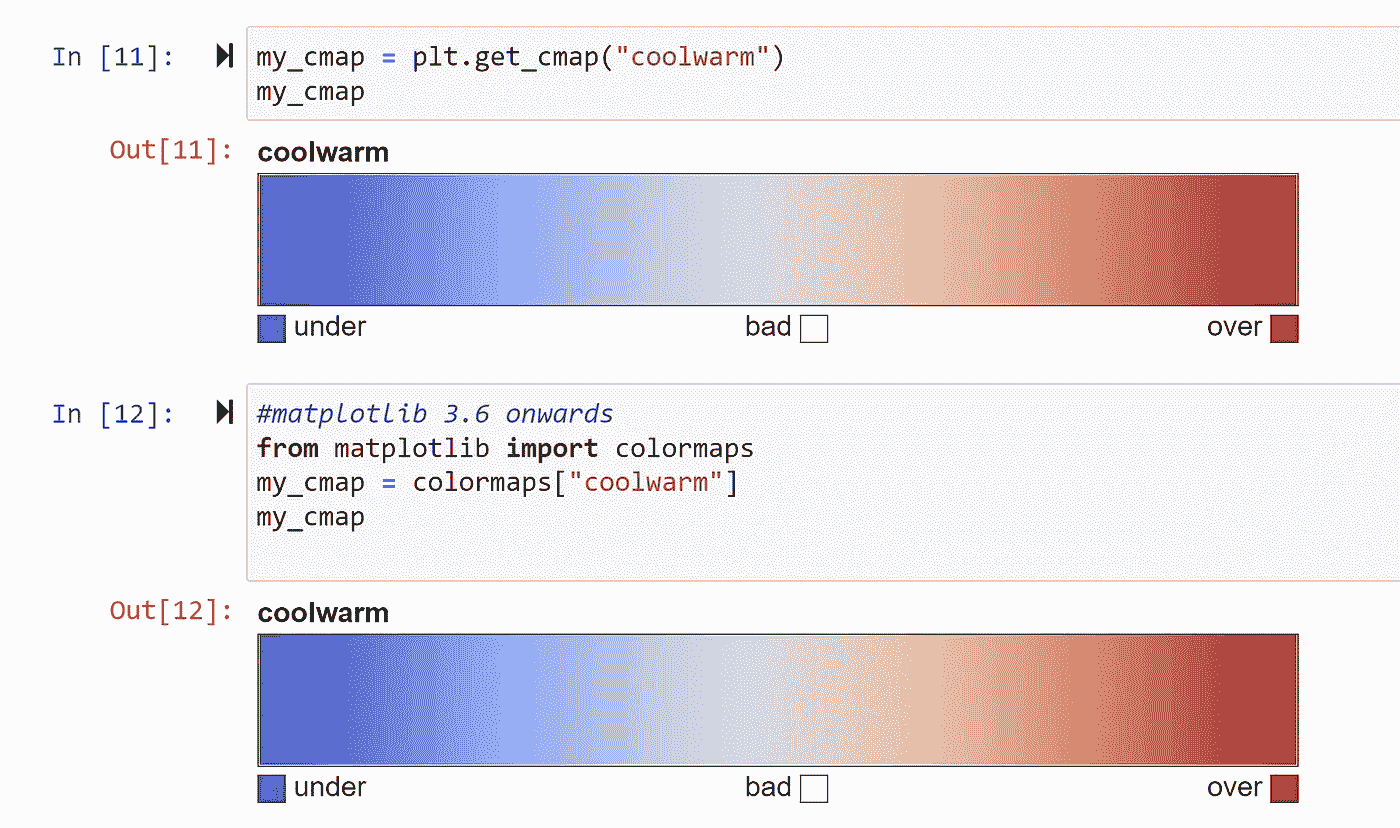 In [11]:
my_cmap = plt.get_cmap("coolwarm")
my_cmap
Out[11]:
coolwarm
under bad over
In [12]:
#matplotlib 3.6 onwards
from matplotlib import colormaps
my_cmap = colormaps["coolwarm"]
my_cmap
Out[12]:
coolwarm
under bad over